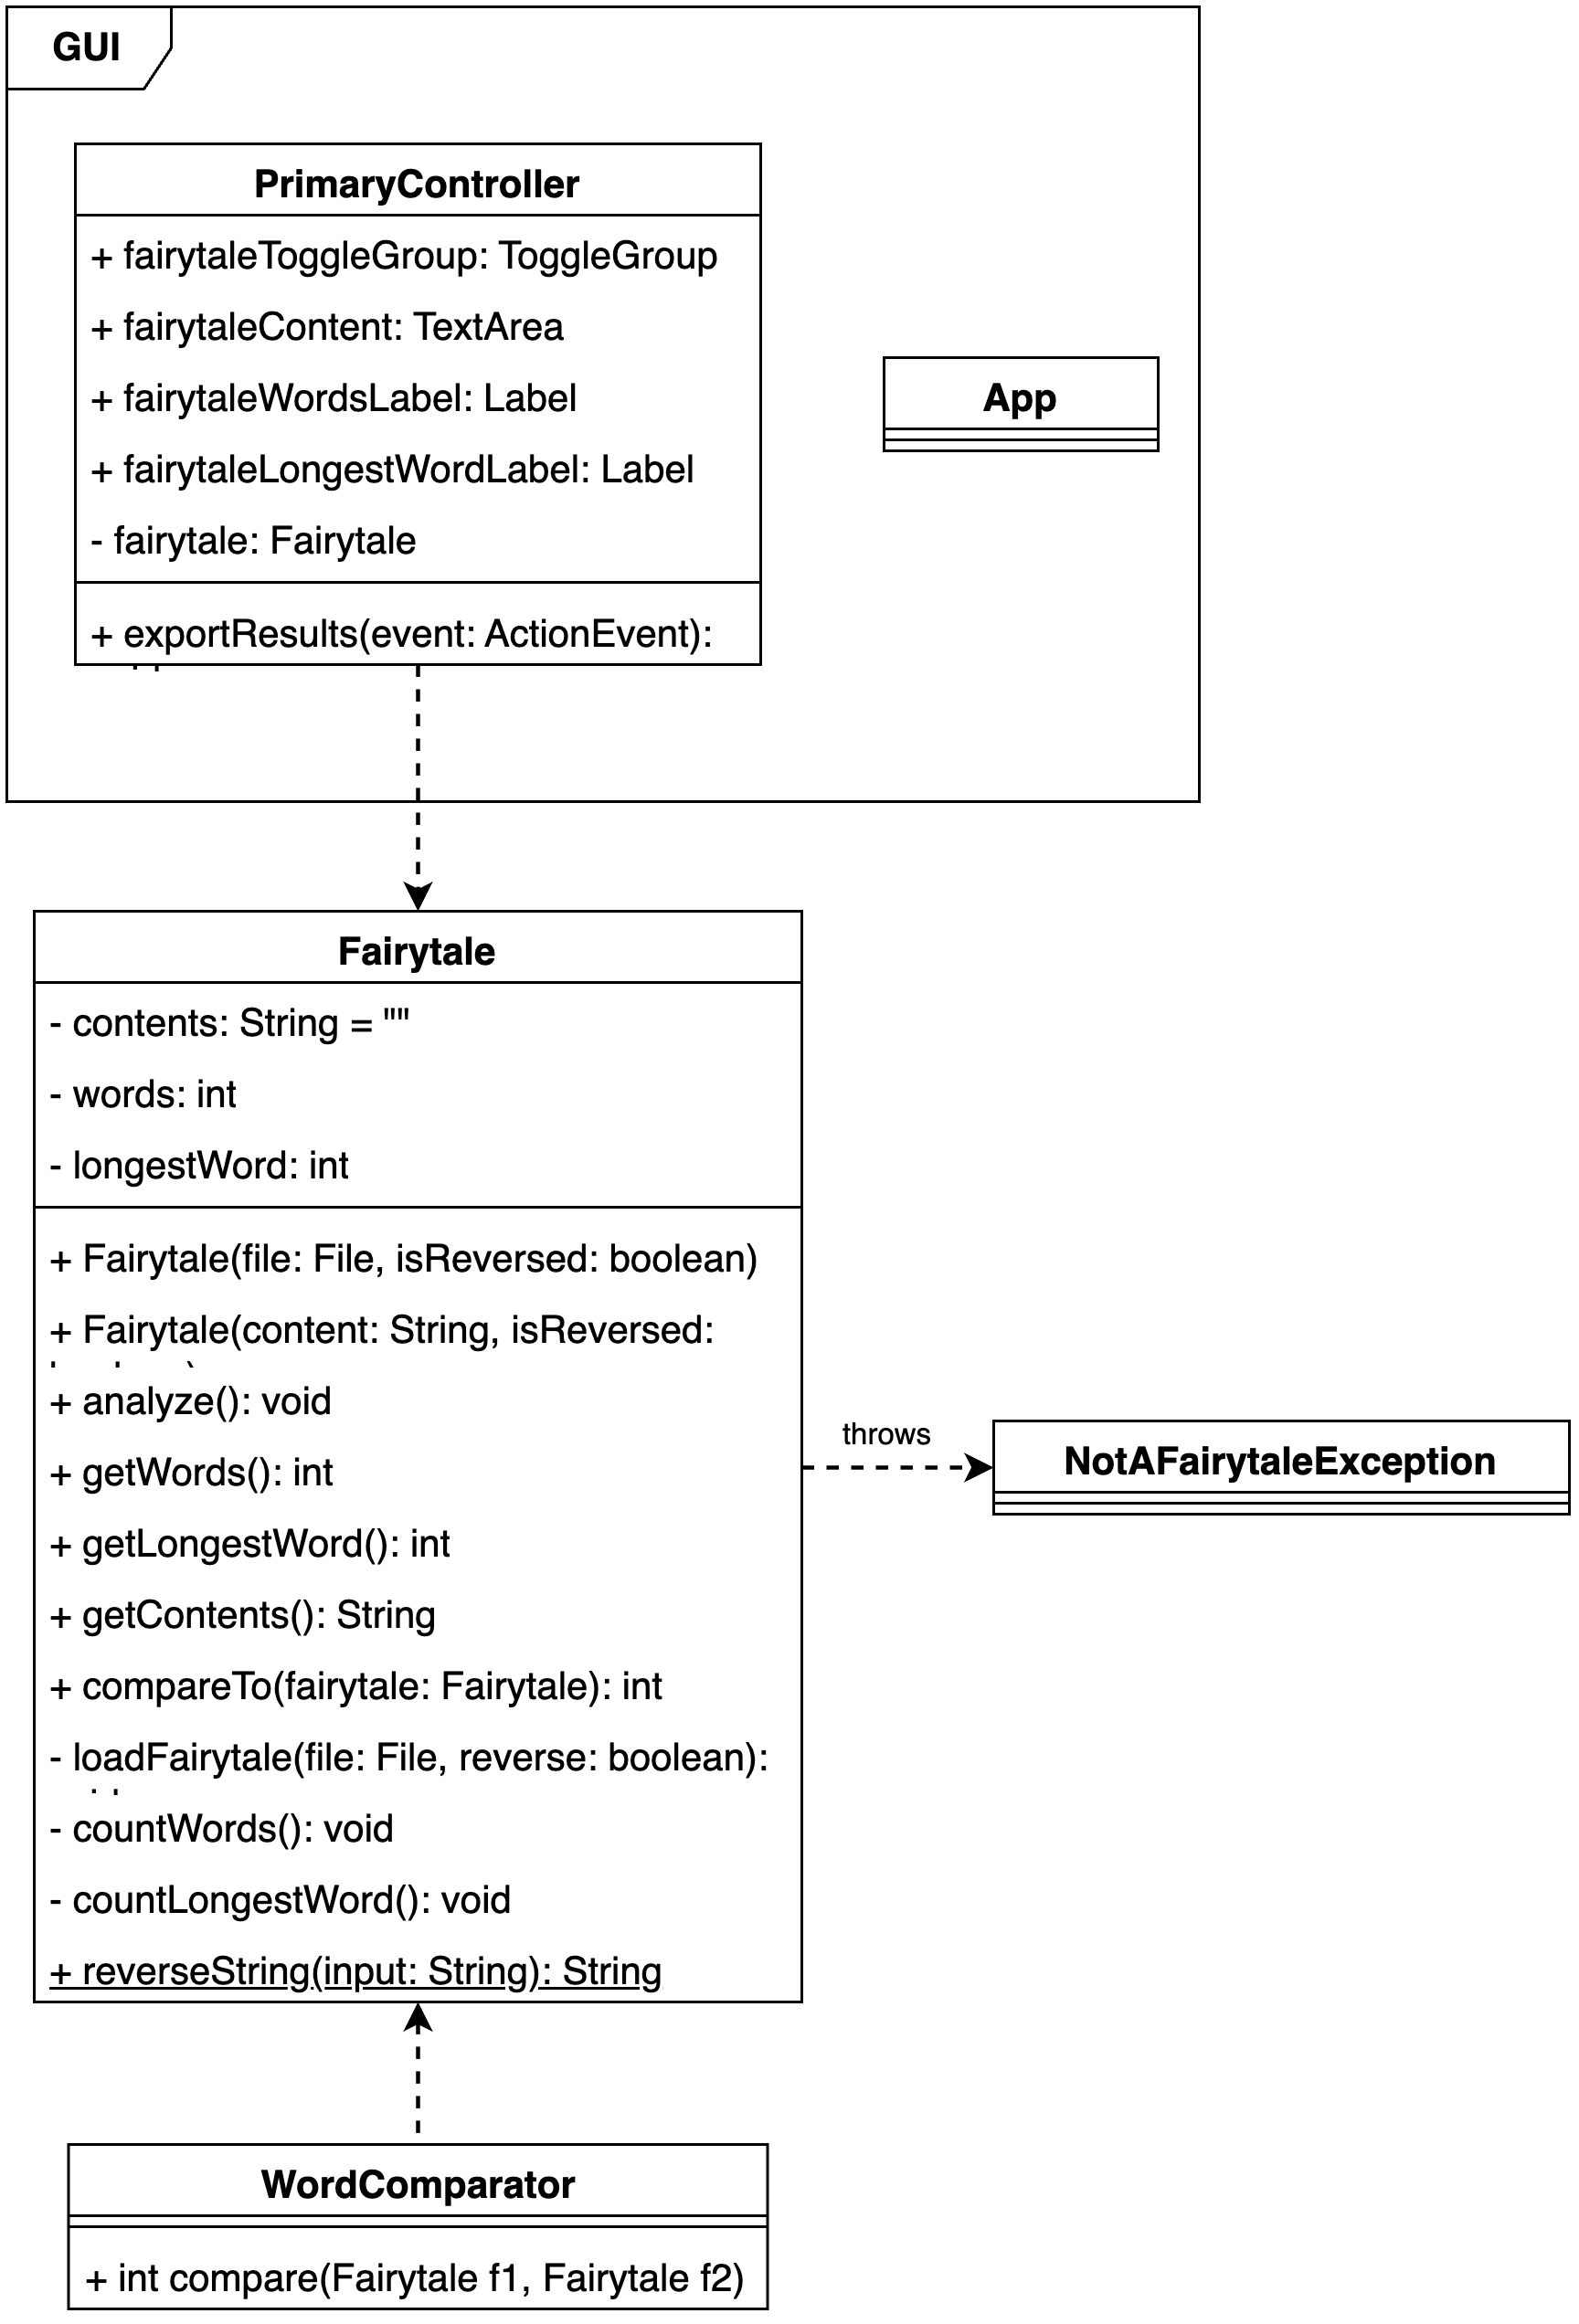 GUI
PrimaryController
+ fairytaleToggleGroup: ToggleGroup
+ fairytaleContent: TextArea
+ fairytaleWordsLabel: Label
+ fairytaleLongestWordLabel: Label
- fairytale: Fairytale
+ exportResults(event: ActionEvent):
App
Fairytale
- contents: String = ""
- words: int
- longestWord: int
+ Fairytale(file: File, isReversed: boolean)
+ Fairytale(content: String, isReversed:
+ analyze(): void
+ getWords(): int
+ getLongestWord(): int
+ getContents(): String
+ compareTo(fairytale: Fairytale): int
- loadFairytale(file: File, reverse: boolean):
- countWords(): void
- countLongestWord(): void
+ reverseString(input: String): String
throws
NotAFairytaleException
WordComparator
+ int compare(Fairytale f1, Fairytale f2)